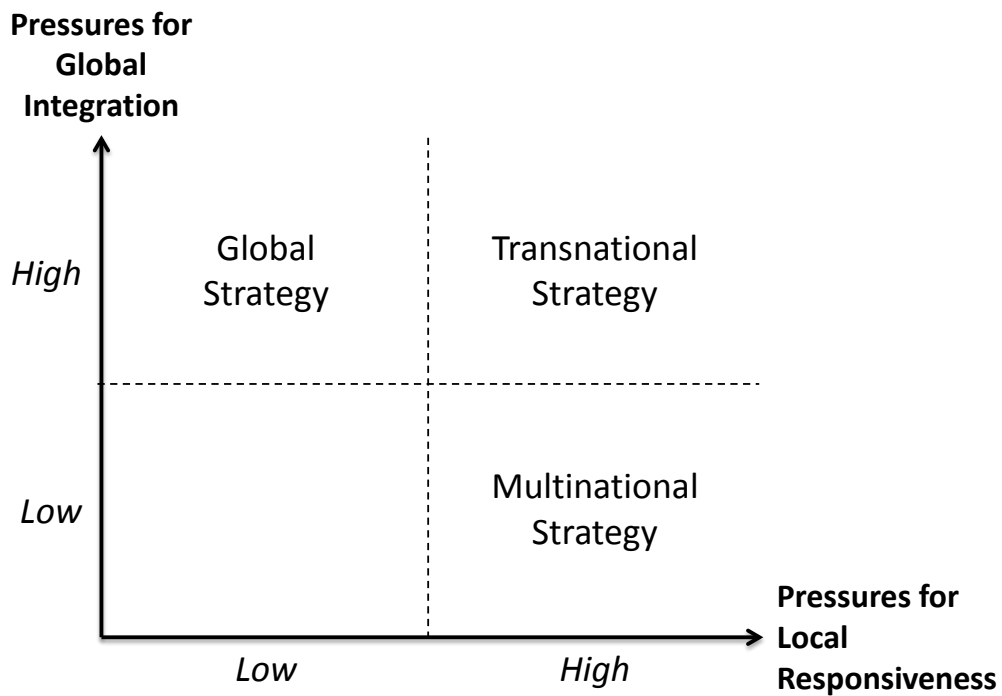 Pressures for
Global
Integration
High
Global
Strategy
Transnational
Strategy
Low
Multinational
Strategy
Pressures for
Local
Responsiveness
Low
High